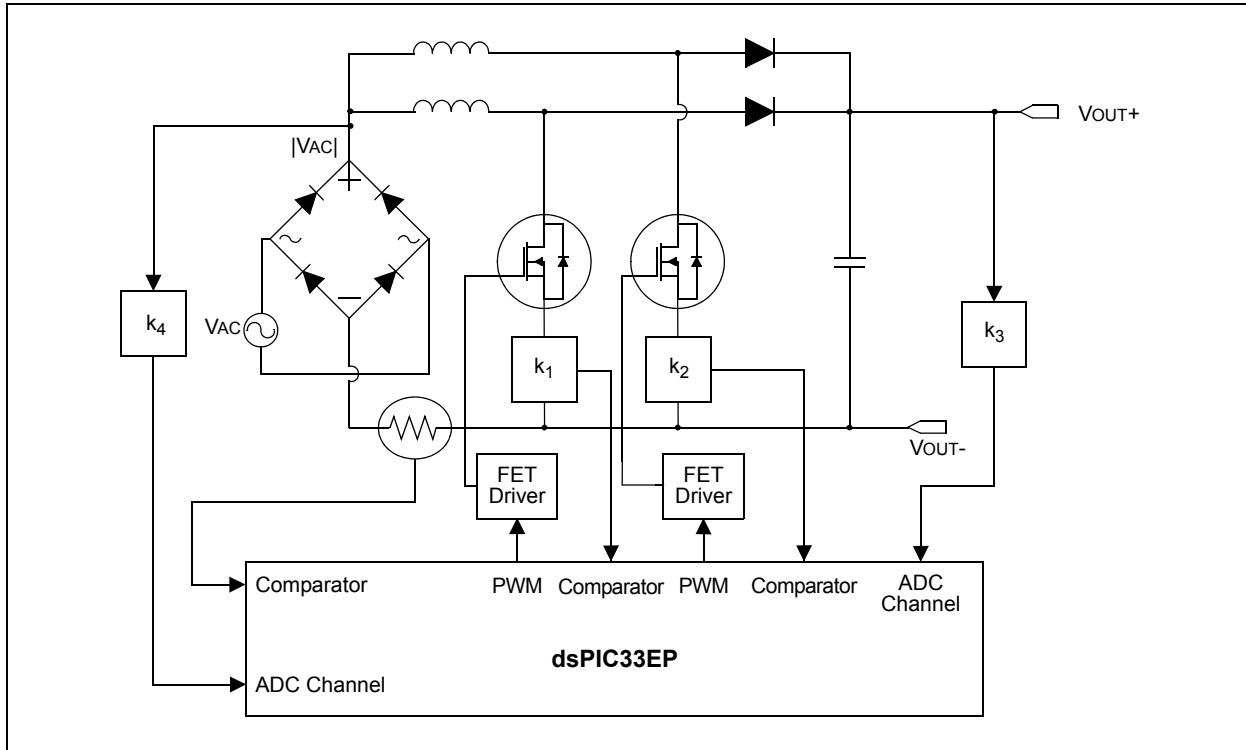 VOUT+
|VAC|
k4
VAC
k3
k1
k2
VOUT-
FET
Driver
FET
Driver
Comparator
PWM
Comparator
PWM
Comparator
ADC
Channel
dsPIC33EP
ADC Channel